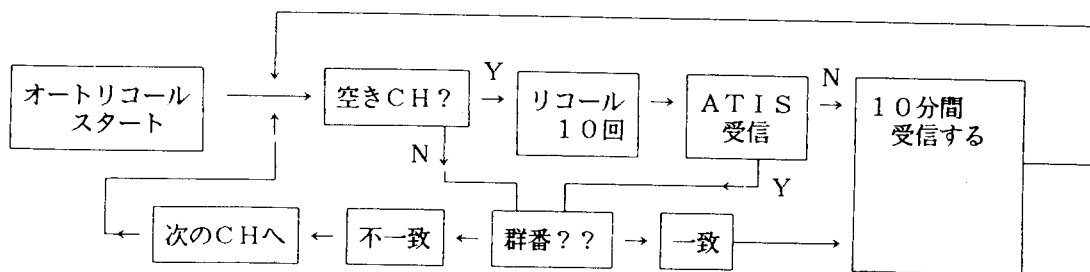 オートリコール
スタート
空きCH?
Y
リコール
10回
ATIS
受信
N
10分間
受信する
N
Y
次のCHへ
不一致
群番??
一致